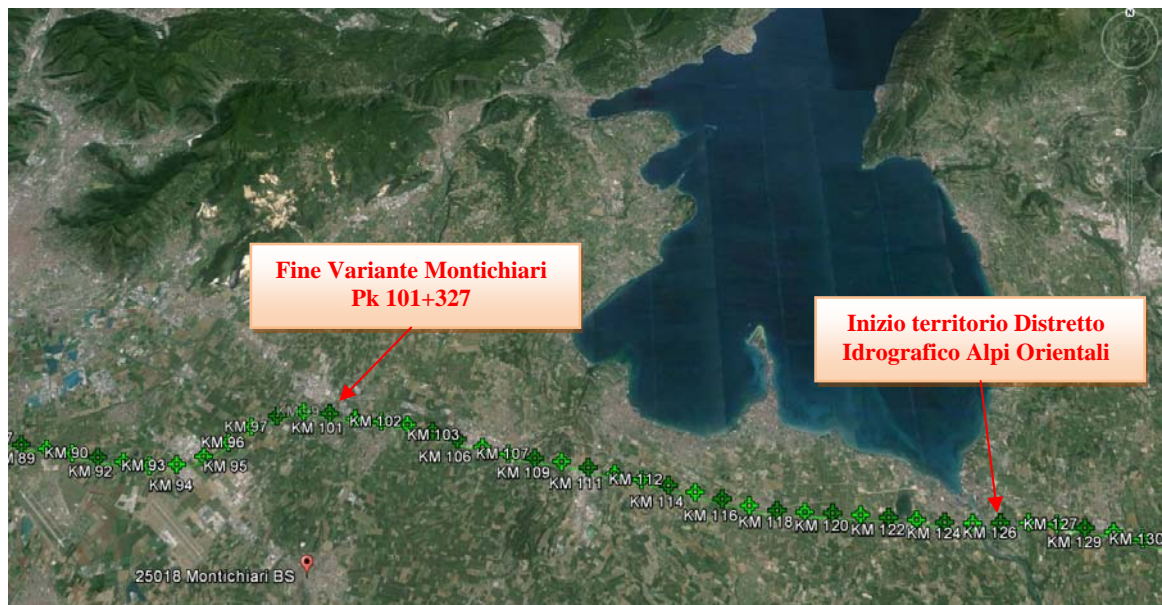 N
Fine Variante Montichiari
Pk 101+327
Inizio territorio Distretto
Idrografico Alpi Orientali
KM 97
KM 101
KM 102
KM 96
KM 103
KM 89
KM 90
KM 92
KM 93
KM 95
KM 94
KM 106
KM 107
KM 109
KM 111
KM 112
KM 114
KM 116
KM 118
KM 120
KM 122
KM 124
KM 126
KM 127
KM 129
KM 130
25018 Montichiari BS